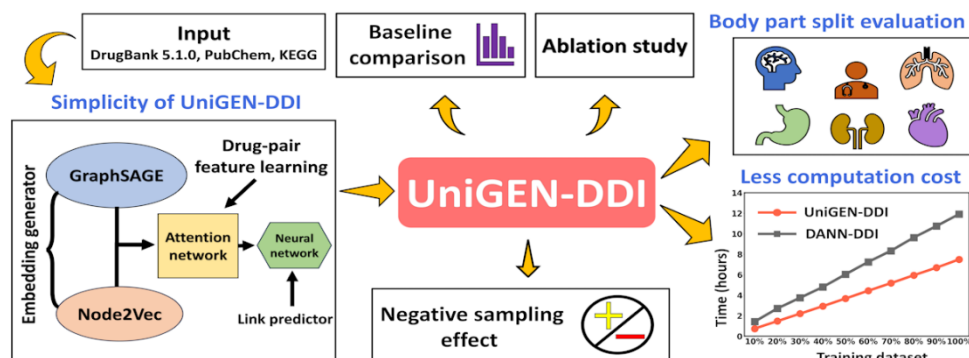 Input
DrugBank 5.1.0, PubChem, KEGG
Baseline
comparison
Ablation study
Body part split evaluation
Simplicity of UniGEN-DDI
Embedding generator
GraphSAGE
Drug-pair
feature learning
Attention
network
Neural
network
Node2Vec
Link predictor
UniGEN-DDI
Negative sampling
effect
Less computation cost
Time (hours)
14
12
10
8
6
4
2
0
UniGEN-DDI
DANN-DDI
10% 20% 30% 40% 50% 60% 70% 80% 90% 100%
Training dataset